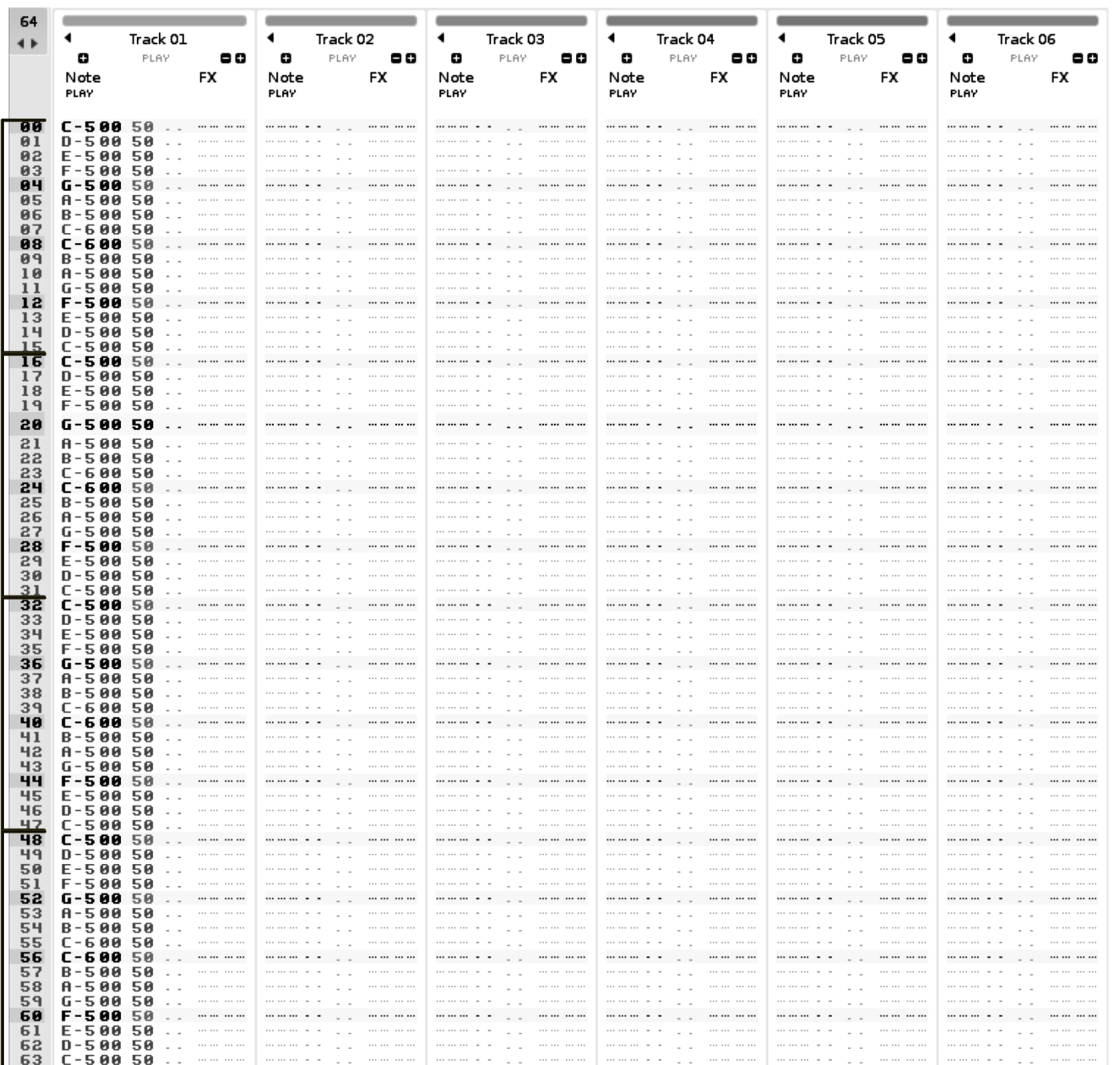 64
Track 01 Track 02 Track 03 Track 04 Track 05 Track 06
PLAY PLAY PLAY PLAY PLAY PLAY
Note FX Note FX Note FX Note FX Note FX Note FX
PLAY PLAY PLAY PLAY PLAY PLAY
00 C-500 50
01 D-500 50
02 E-500 50
03 F-500 50
04 G-500 50
05 A-500 50
06 B-500 50
07 C-600 50
08 C-600 50
09 B-500 50
10 A-500 50
11 G-500 50
12 F-500 50
13 E-500 50
14 D-500 50
15 C-500 50
16 C-500 50
17 D-500 50
18 E-500 50
19 F-500 50
20 G-500 50
21 A-500 50
22 B-500 50
23 C-600 50
24 C-600 50
25 B-500 50
26 A-500 50
27 G-500 50
28 F-500 50
29 E-500 50
30 D-500 50
31 C-500 50
32 C-500 50
33 D-500 50
34 E-500 50
35 F-500 50
36 G-500 50
37 A-500 50
38 B-500 50
39 C-600 50
40 C-600 50
41 B-500 50
42 A-500 50
43 G-500 50
44 F-500 50
45 E-500 50
46 D-500 50
47 C-500 50
48 C-500 50
49 D-500 50
50 E-500 50
51 F-500 50
52 G-500 50
53 A-500 50
54 B-500 50
55 C-600 50
56 C-600 50
57 B-500 50
58 A-500 50
59 G-500 50
60 F-500 50
61 E-500 50
62 D-500 50
63 C-500 50